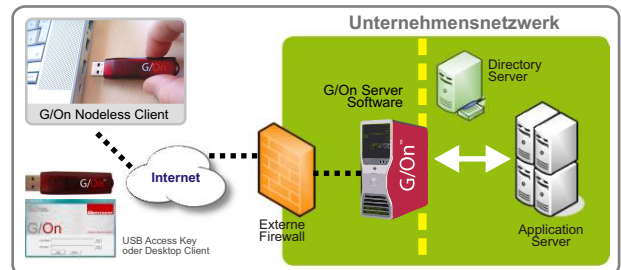 Unternehmensnetzwerk
G/On
G/On Nodeless Client
G/On Server
Software
Directory
Server
G/On
Internet
G/On
G/On
USB Access Key
oder Desktop Client
Externe
Firewall
Application
Server